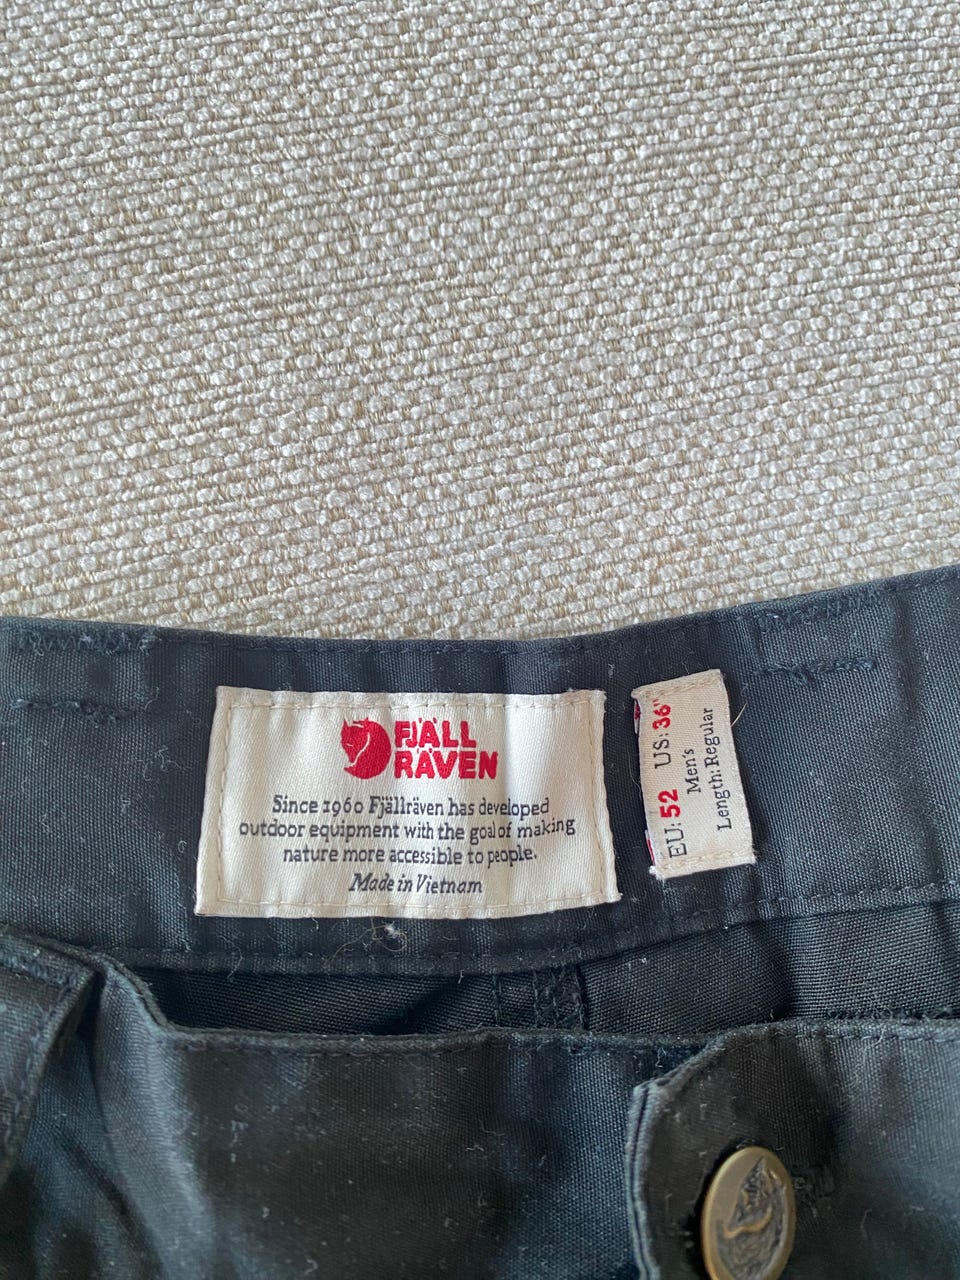 FJÄLL
RÄVEN
Since 1960 Fjällräven has developed
outdoor equipment with the goal of making
nature more accessible to people.
Made in Vietnam
EU: 52 US: 36"
Men's
Length: Regular